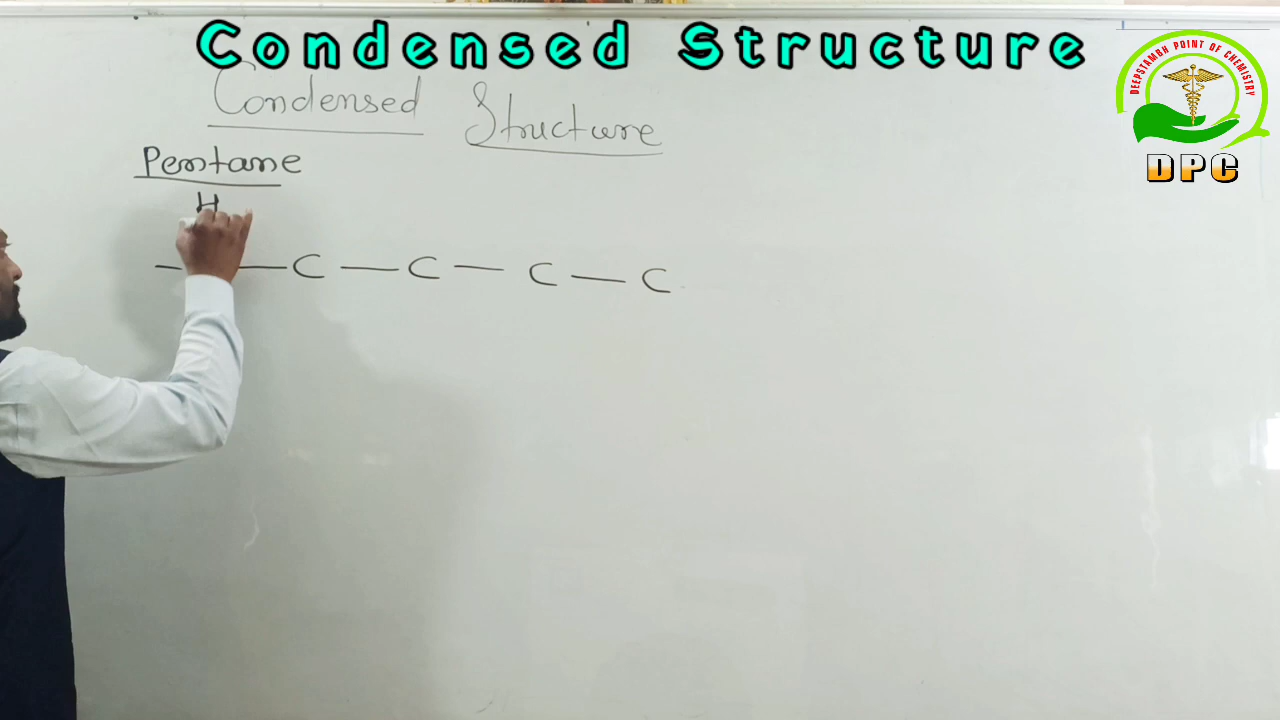 Condensed Structure
DEEPSTAMBH POINT OF CHEMISTRY
DPC
Condensed Structure
Pentane
H
— — C — C — C — C